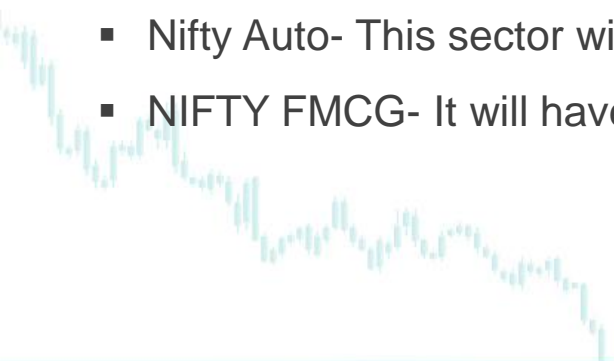 ▪ Nifty Auto- This sector wi
▪ NIFTY FMCG- It will have